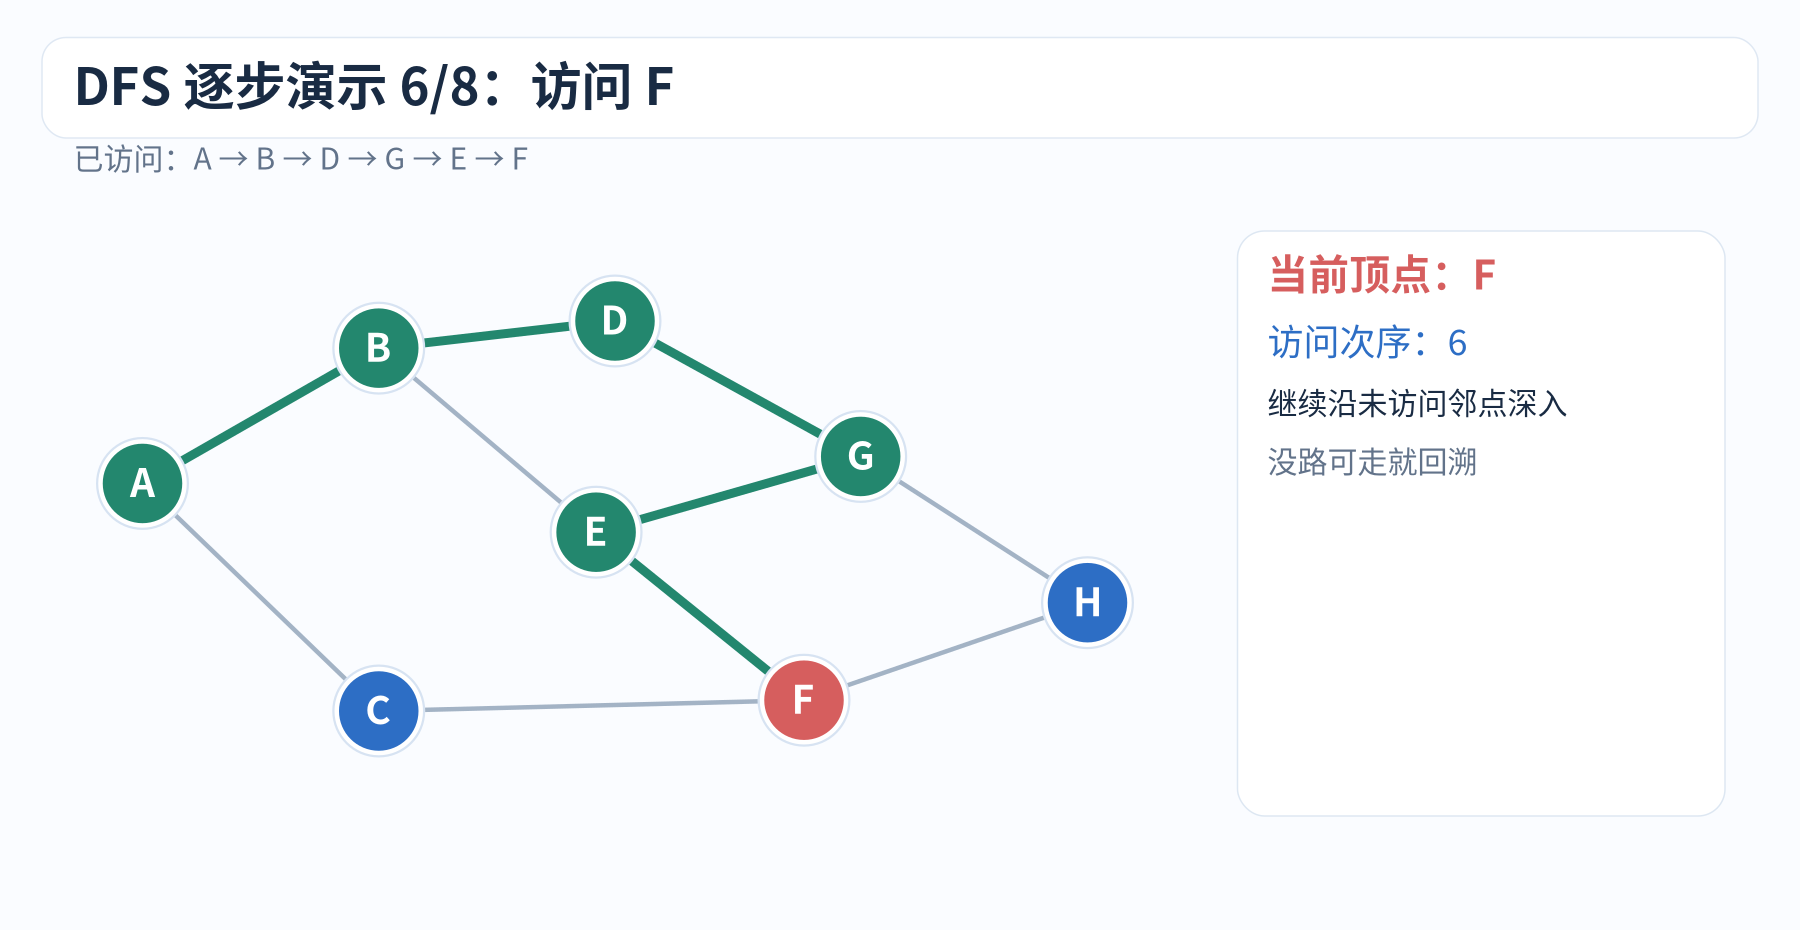 DFS 逐步演示 6/8：访问 F
已访问：A → B → D → G → E → F
当前顶点：F
访问次序：6
继续沿未访问邻点深入
没路可走就回溯
D
B
G
A
E
H
F
C